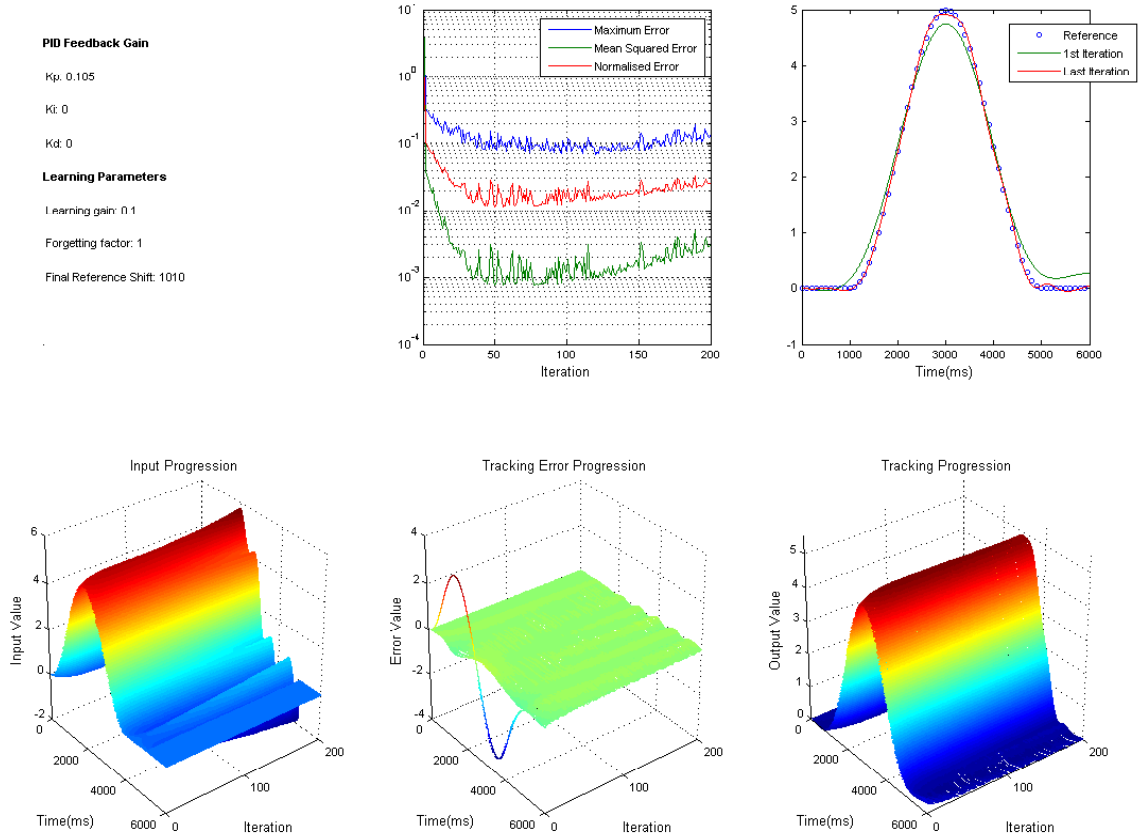 PID Feedback Gain
Kp: 0.105
Ki: 0
Kd: 0
Learning Parameters
Learning gain: 0.1
Forgetting factor: 1
Final Reference Shift: 1010
10^1
10^0
10^-1
10^-2
10^-3
10^-4
0
50
100
150
200
Iteration
Maximum Error
Mean Squared Error
Normalised Error
5
4
3
2
1
0
-1
0
1000
2000
3000
4000
5000
6000
Time(ms)
Reference
1st Iteration
Last Iteration
Input Progression
6
4
2
0
-2
Input Value
0
2000
4000
6000
Time(ms)
0
100
200
Iteration
Tracking Error Progression
4
2
0
-2
-4
Error Value
0
2000
4000
6000
Time(ms)
0
100
200
Iteration
Tracking Progression
5
4
3
2
1
0
Output Value
0
2000
4000
6000
Time(ms)
0
100
200
Iteration